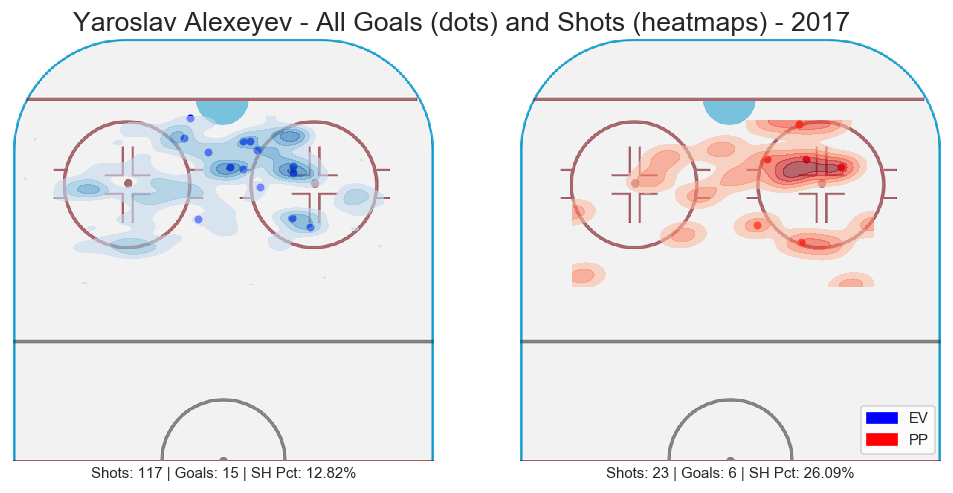 Yaroslav Alexeyev - All Goals (dots) and Shots (heatmaps) - 2017
EV
PP
Shots: 117 | Goals: 15 | SH Pct: 12.82%
Shots: 23 | Goals: 6 | SH Pct: 26.09%